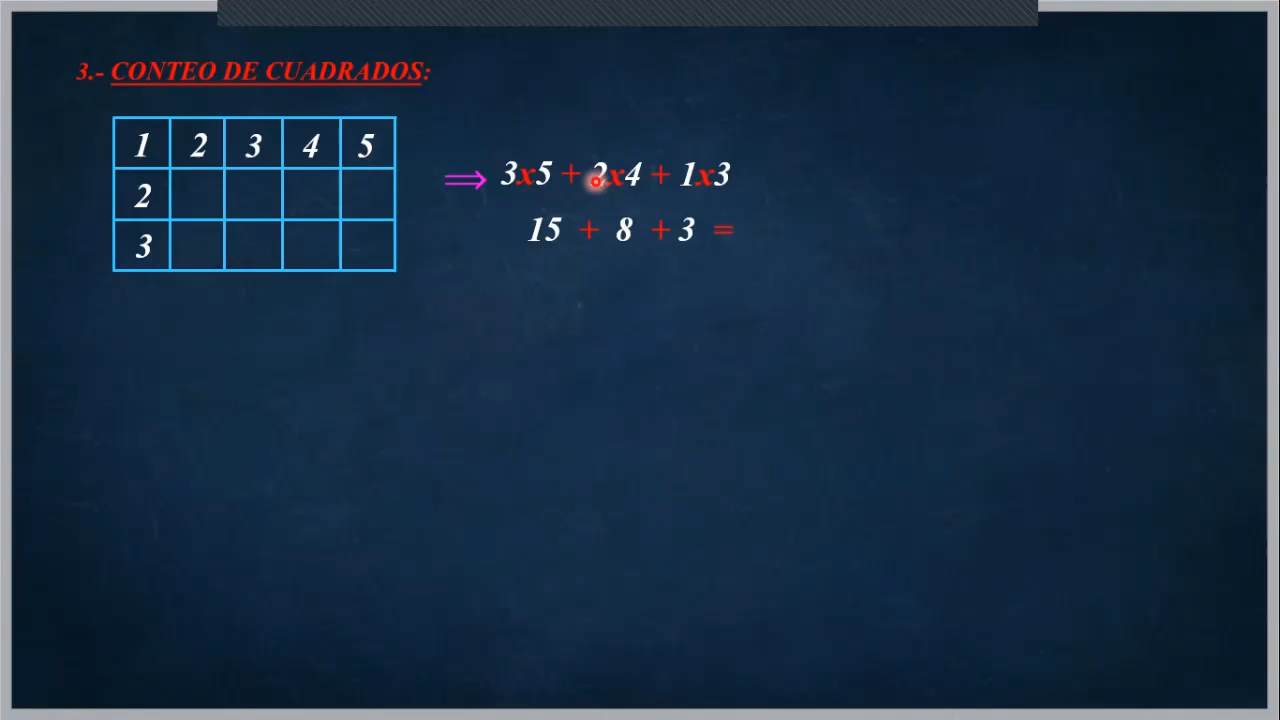 3.- CONTEO DE CUADRADOS:
1 2 3 4 5
2
3
⟹ 3x5 + 2x4 + 1x3
15 + 8 + 3 =